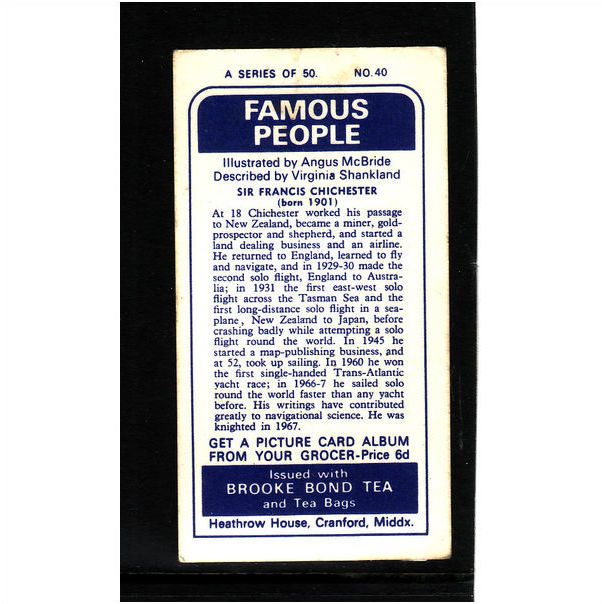 A SERIES OF 50. NO.40
FAMOUS
PEOPLE
Illustrated by Angus McBride
Described by Virginia Shankland
SIR FRANCIS CHICHESTER
(born 1901)
At 18 Chichester worked his passage
to New Zealand, became a miner, gold-
prospector and shepherd, and started a
land dealing business and an airline.
He returned to England, learned to fly
and navigate, and in 1929-30 made the
second solo flight, England to Austra-
lia; in 1931 the first east-west solo
flight across the Tasman Sea and the
first long-distance solo flight in a sea-
plane, New Zealand to Japan, before
crashing badly while attempting a solo
flight round the world. In 1945 he
started a map-publishing business, and
at 52, took up sailing. In 1960 he won
the first single-handed Trans-Atlantic
yacht race; in 1966-7 he sailed solo
round the world faster than any yacht
before. His writings have contributed
greatly to navigational science. He was
knighted in 1967.
GET A PICTURE CARD ALBUM
FROM YOUR GROCER-Price 6d
Issued with
BROOKE BOND TEA
and Tea Bags
Heathrow House, Cranford, Middx.